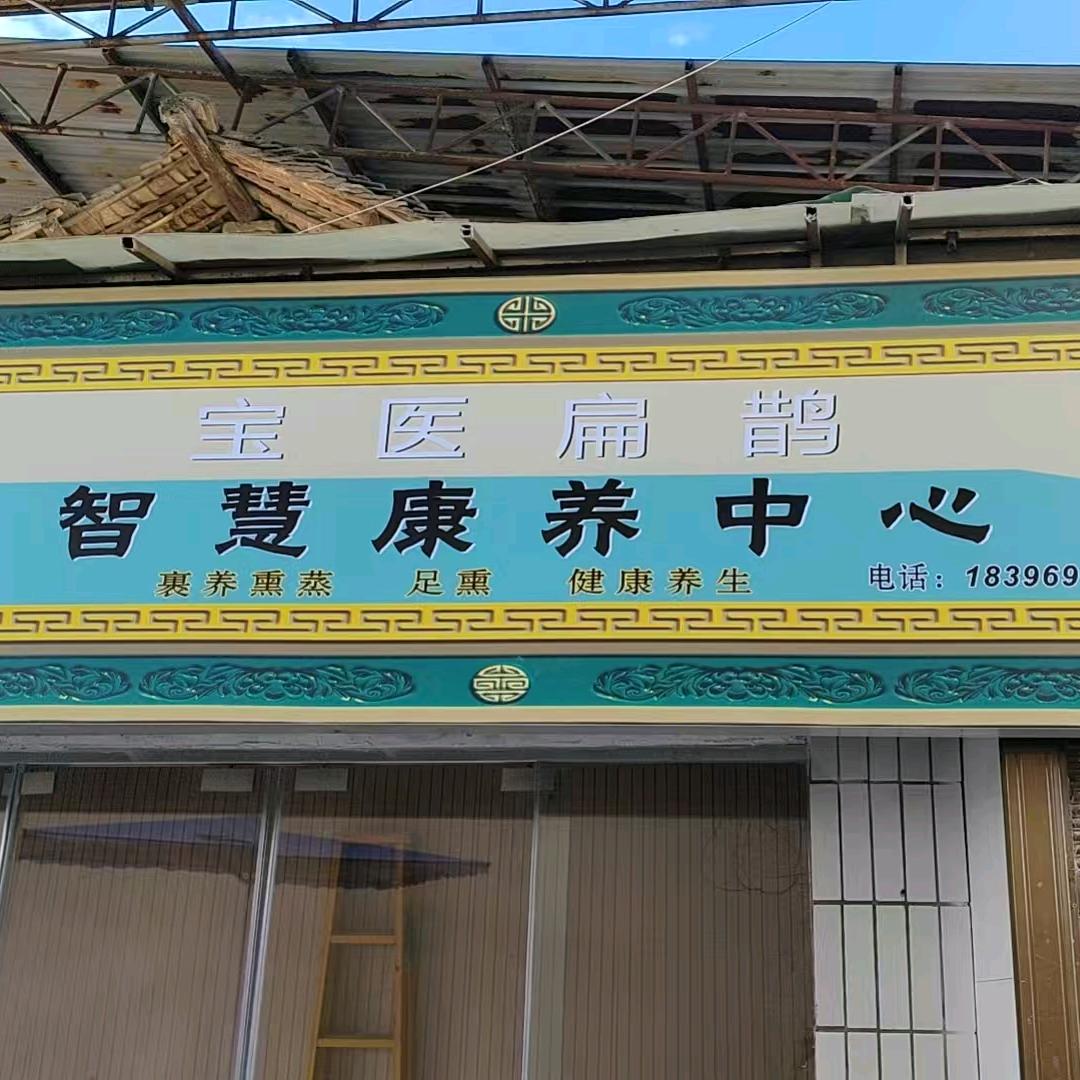 宝医扁鹊
智慧康养中心
裹养熏蒸 足熏 健康养生 电话：183969